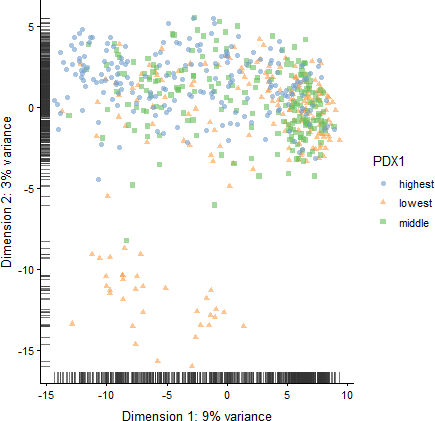 5
0
-5
-10
-15
-15
-10
-5
0
5
10
Dimension 2: 3% variance
Dimension 1: 9% variance
PDX1
highest
lowest
middle